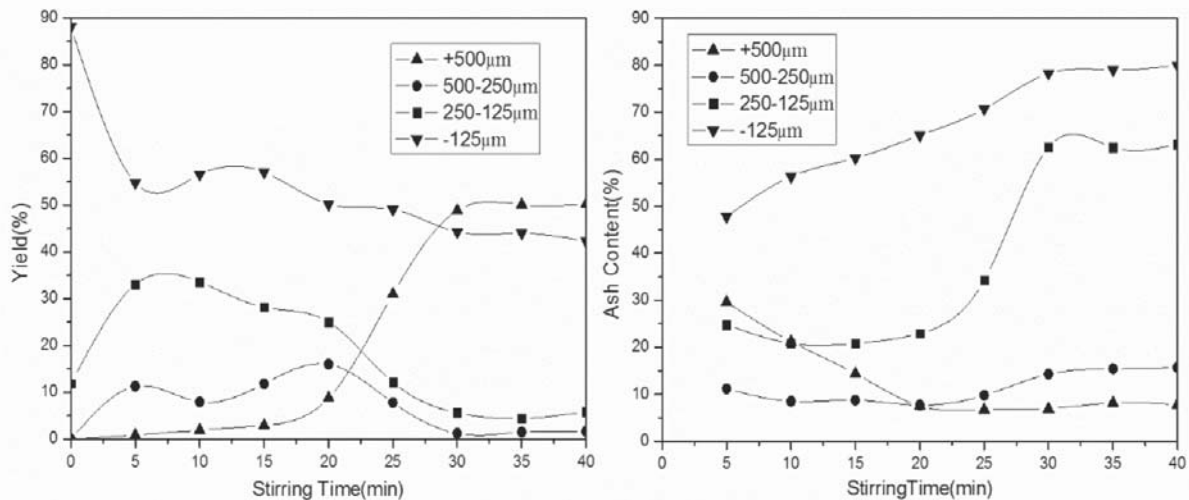 90
80
70
60
50
40
30
20
10
0
Yield(%)
+500μm
500-250μm
250-125μm
-125μm
0 5 10 15 20 25 30 35 40
Stirring Time(min)
90
80
70
60
50
40
30
20
10
0
Ash Content(%)
+500μm
500-250μm
250-125μm
-125μm
0 5 10 15 20 25 30 35 40
StirringTime(min)